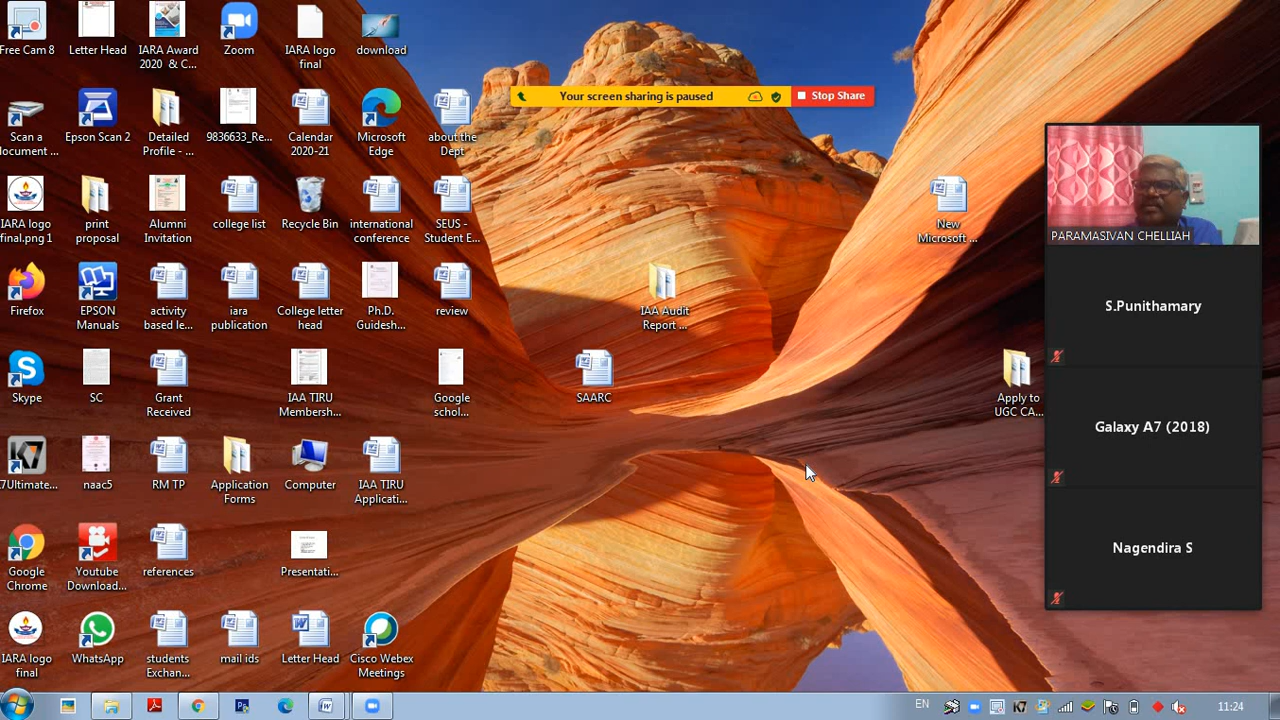 Your screen sharing is paused
Stop Share
Free Cam 8
Letter Head
IARA Award
2020 & C...
Zoom
IARA logo
final
download
Scan a
document ...
Epson Scan 2
Detailed
Profile - ...
9836633_Re...
Calendar
2020-21
Microsoft
Edge
about the
Dept
IARA logo
final.png 1
print
proposal
Alumni
Invitation
college list
Recycle Bin
international
conference
SEUS -
Student E...
New
Microsoft ...
Firefox
EPSON
Manuals
activity
based le...
iara
publication
College letter
head
Ph.D.
Guidesh...
review
IAA Audit
Report ...
Skype
SC
Grant
Received
IAA TIRU
Membersh...
Google
schol...
SAARC
Apply to
UGC CA...
K7Ultimate...
naac5
RM TP
Application
Forms
Computer
IAA TIRU
Applicati...
Google
Chrome
Youtube
Download...
references
Presentati...
IARA logo
final
WhatsApp
students
Exchan...
mail ids
Letter Head
Cisco Webex
Meetings
PARAMASIVAN CHELLIAH
S.Punithamary
Galaxy A7 (2018)
Nagendira S
EN
11:24